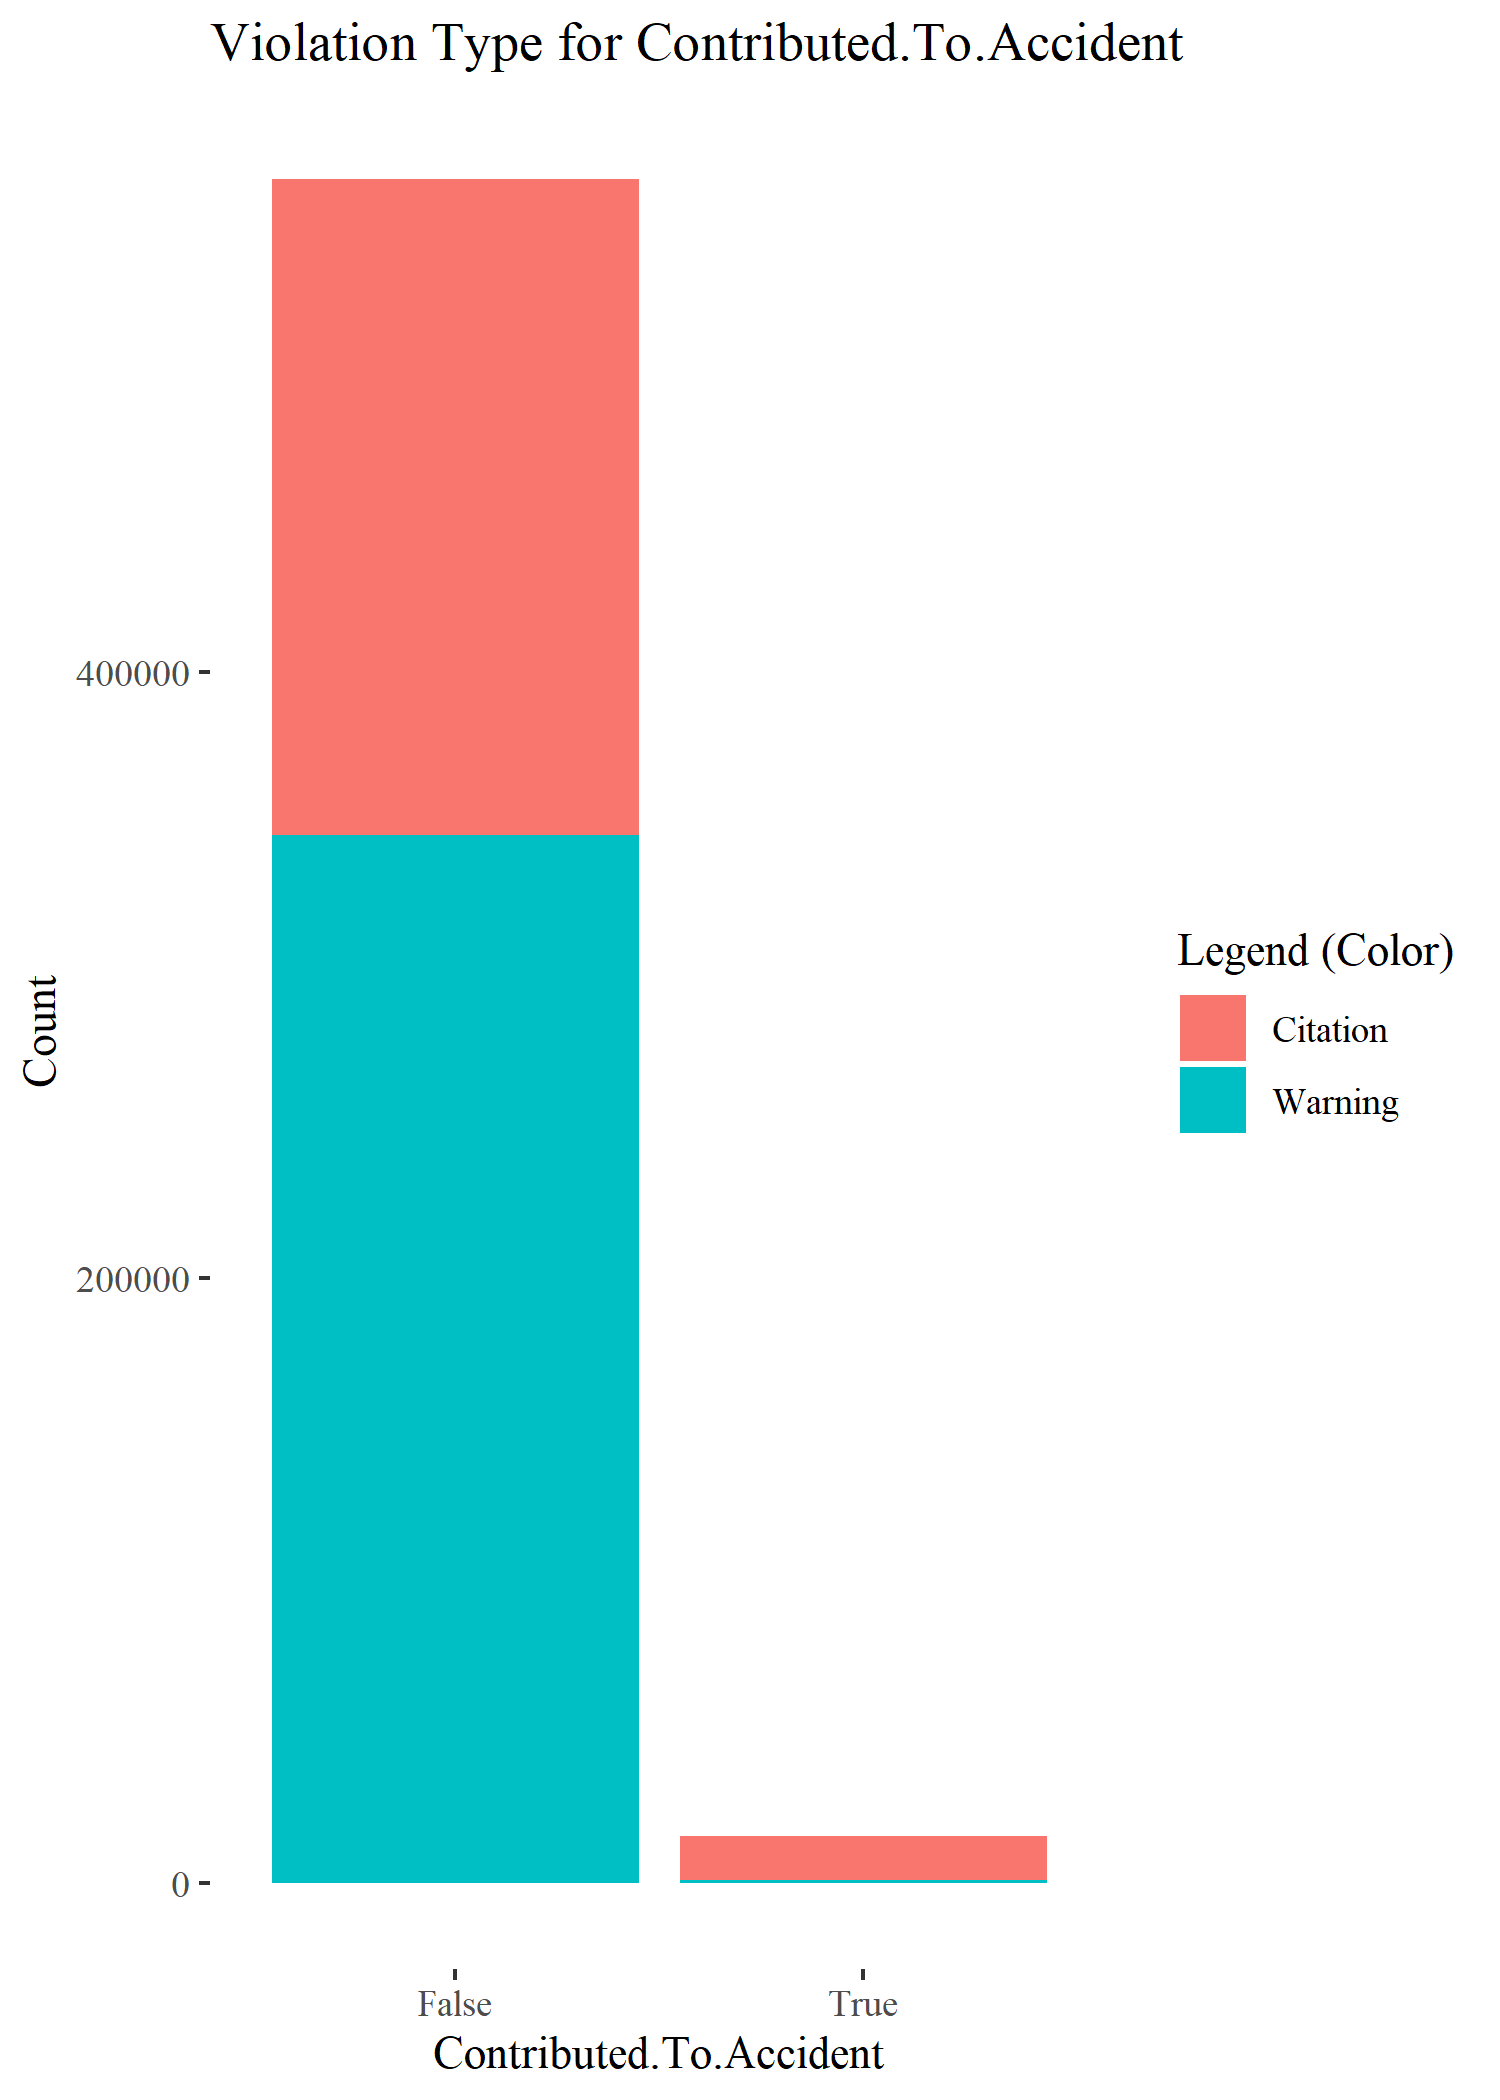 Violation Type for Contributed.To.Accident
400000
200000
0
Count
False
True
Contributed.To.Accident
Legend (Color)
Citation
Warning